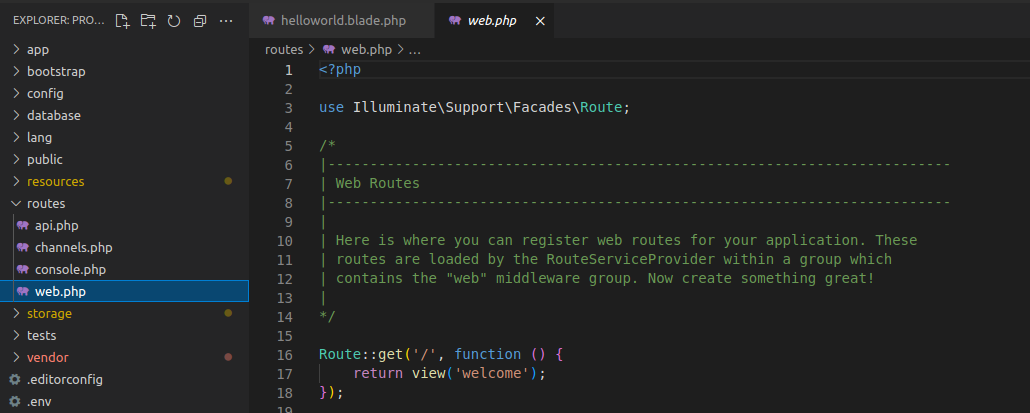 EXPLORER: PRO... ...
app
bootstrap
config
database
lang
public
resources
routes
api.php
channels.php
console.php
web.php
storage
tests
vendor
.editorconfig
.env
helloworld.blade.php web.php
routes > web.php > ...
1 <?php
2
3 use Illuminate\Support\Facades\Route;
4
5 /*
6 |--------------------------------------------------------------------------
7 | Web Routes
8 |--------------------------------------------------------------------------
9 |
10 | Here is where you can register web routes for your application. These
11 | routes are loaded by the RouteServiceProvider within a group which
12 | contains the "web" middleware group. Now create something great!
13 |
14 */
15
16 Route::get('/', function () {
17 return view('welcome');
18 });
19